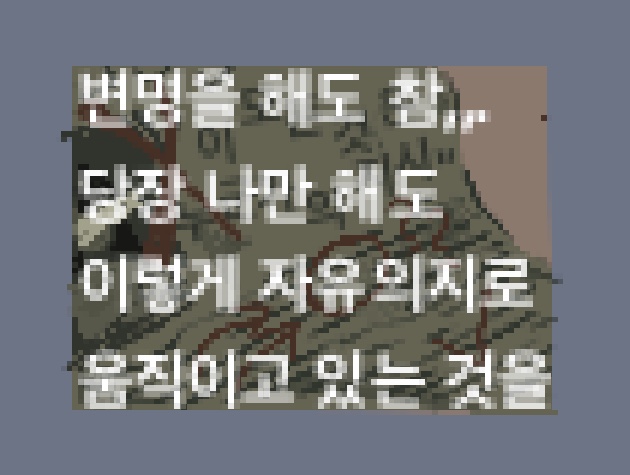 변명을 해도 참,,,
당장 나만 해도
이렇게 자유의지로
움직이고 있는 것을